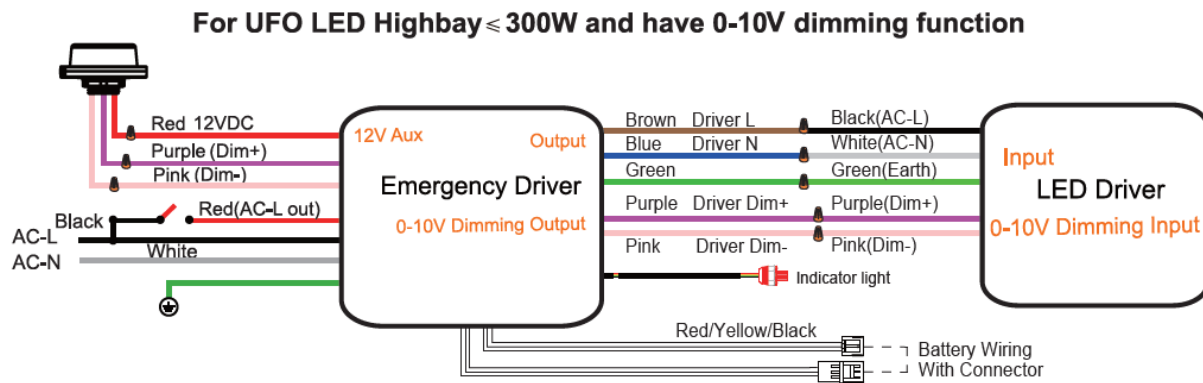 For UFO LED Highbay≤300W and have 0-10V dimming function
Red 12VDC
Purple (Dim+)
Pink (Dim-)
Black
Red(AC-L out)
AC-L
AC-N
White
12V Aux
Output
Emergency Driver
0-10V Dimming Output
Brown Driver L
Blue Driver N
Green
Purple Driver Dim+
Pink Driver Dim-
Black(AC-L)
White(AC-N)
Green(Earth)
Purple(Dim+)
Pink(Dim-)
Indicator light
Input
LED Driver
0-10V Dimming Input
Red/Yellow/Black
Battery Wiring
With Connector